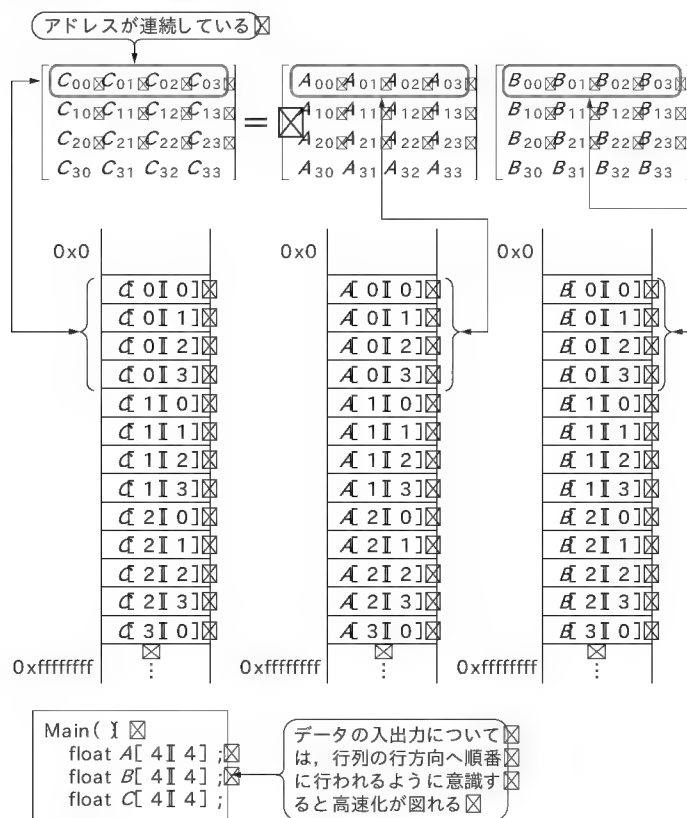 アドレスが連続している
C00 C01 C02 C03
C10 C11 C12 C13
C20 C21 C22 C23
C30 C31 C32 C33
=
A00 A01 A02 A03
A10 A11 A12 A13
A20 A21 A22 A23
A30 A31 A32 A33
B00 B01 B02 B03
B10 B11 B12 B13
B20 B21 B22 B23
B30 B31 B32 B33
0x0
C[0][0]
C[0][1]
C[0][2]
C[0][3]
C[1][0]
C[1][1]
C[1][2]
C[1][3]
C[2][0]
C[2][1]
C[2][2]
C[2][3]
C[3][0]
⋮
0xffffffff
0x0
A[0][0]
A[0][1]
A[0][2]
A[0][3]
A[1][0]
A[1][1]
A[1][2]
A[1][3]
A[2][0]
A[2][1]
A[2][2]
A[2][3]
A[3][0]
⋮
0xffffffff
0x0
B[0][0]
B[0][1]
B[0][2]
B[0][3]
B[1][0]
B[1][1]
B[1][2]
B[1][3]
B[2][0]
B[2][1]
B[2][2]
B[2][3]
B[3][0]
⋮
0xffffffff
Main(
float A[4][4];
float B[4][4];
float C[4][4];
データの入出力について
は，行列の行方向へ順番
に行われるように意識す
ると高速化が図れる